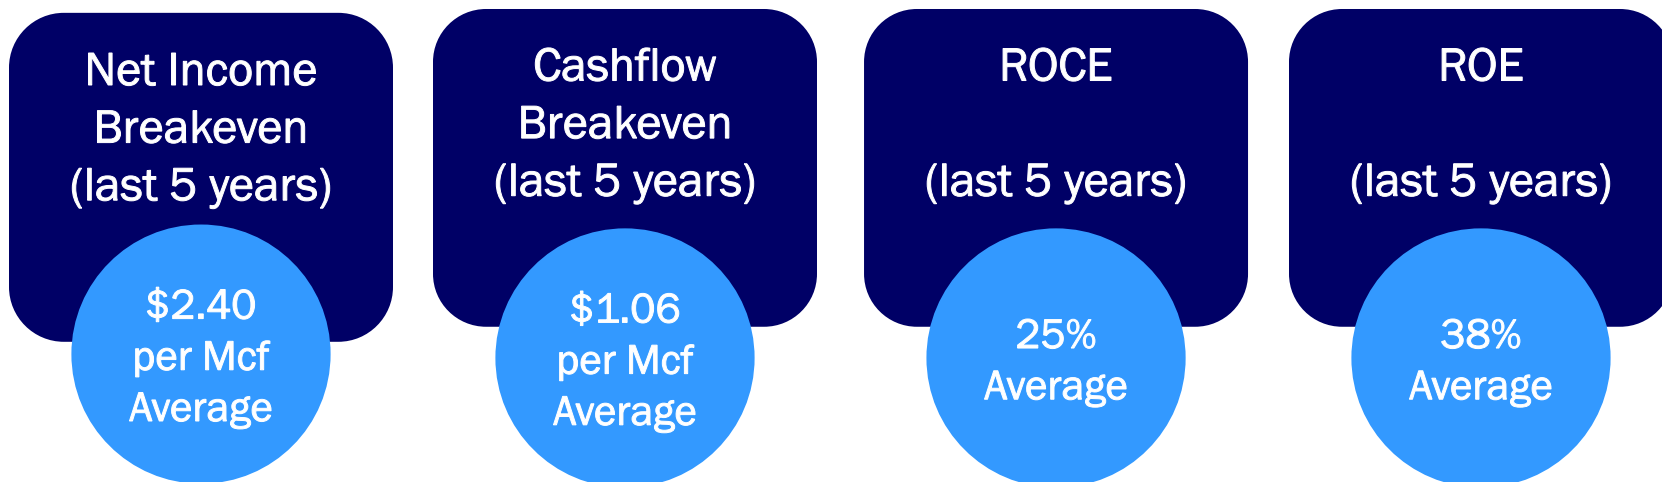 Net Income
Breakeven
(last 5 years)
$2.40
per Mcf
Average
Cashflow
Breakeven
(last 5 years)
$1.06
per Mcf
Average
ROCE
(last 5 years)
25%
Average
ROE
(last 5 years)
38%
Average